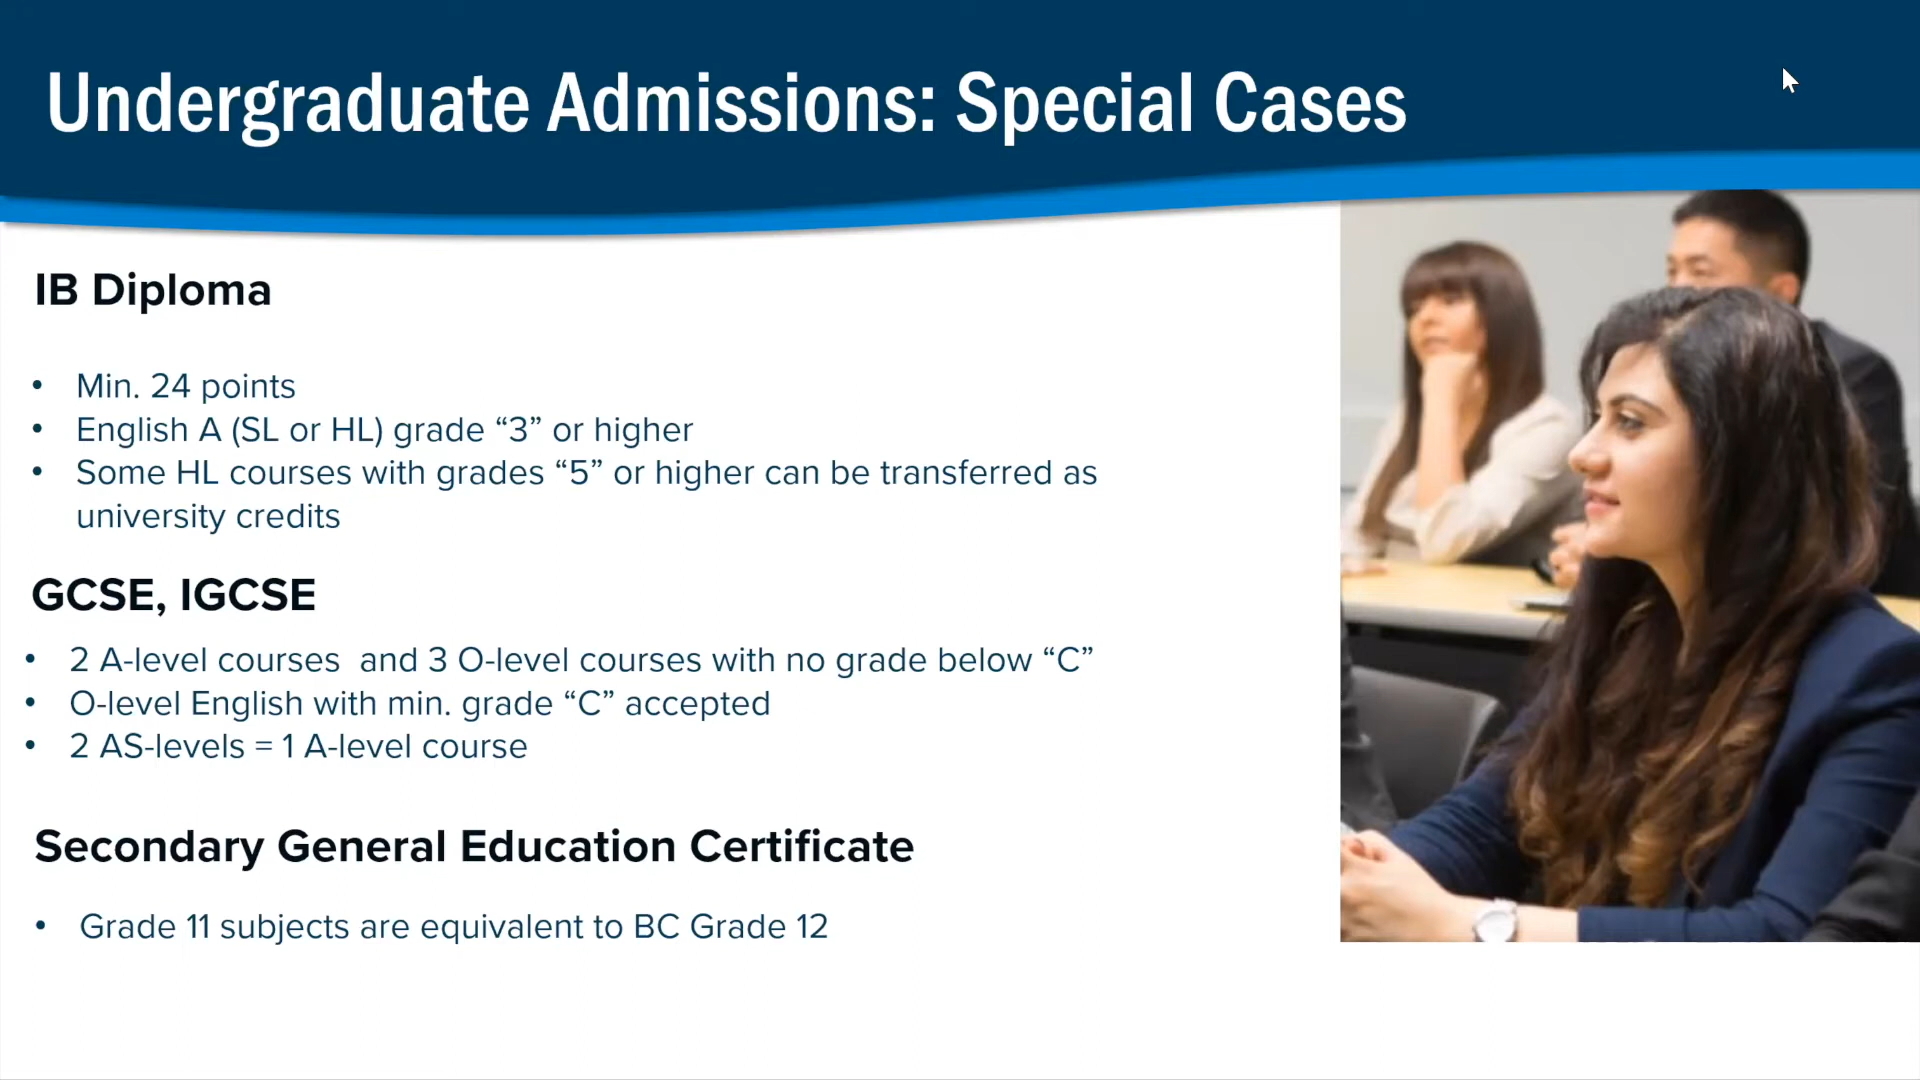 Undergraduate Admissions: Special Cases
IB Diploma
• Min. 24 points
• English A (SL or HL) grade “3” or higher
• Some HL courses with grades “5” or higher can be transferred as
university credits
GCSE, IGCSE
• 2 A-level courses  and 3 O-level courses with no grade below “C”
• O-level English with min. grade “C” accepted
• 2 AS-levels = 1 A-level course
Secondary General Education Certificate
• Grade 11 subjects are equivalent to BC Grade 12